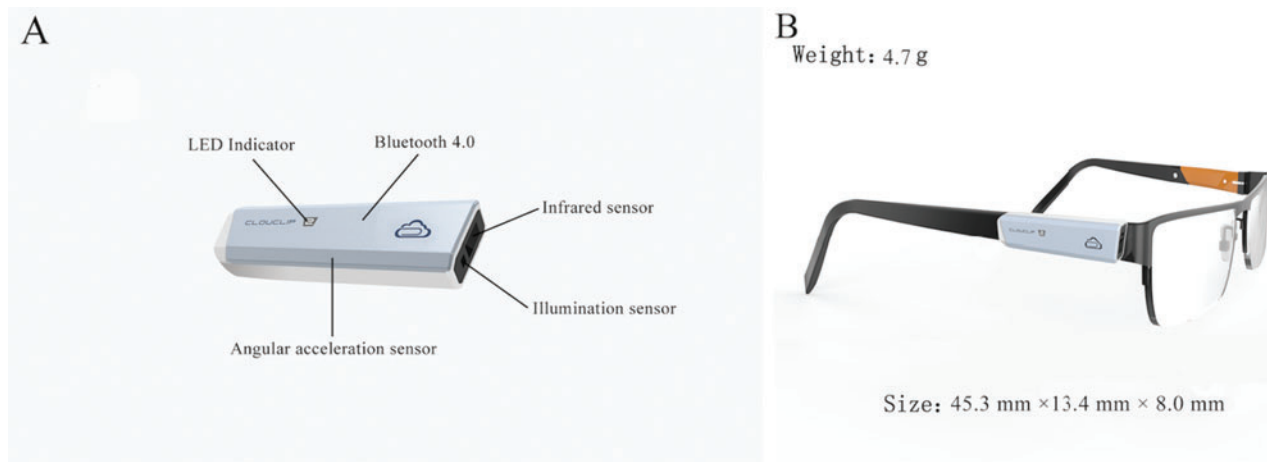 A
LED Indicator
Bluetooth 4.0
CLOUCLIP
Infrared sensor
Illumination sensor
Angular acceleration sensor
B
Weight: 4.7 g
CLOUCLIP
Size: 45.3 mm ×13.4 mm × 8.0 mm